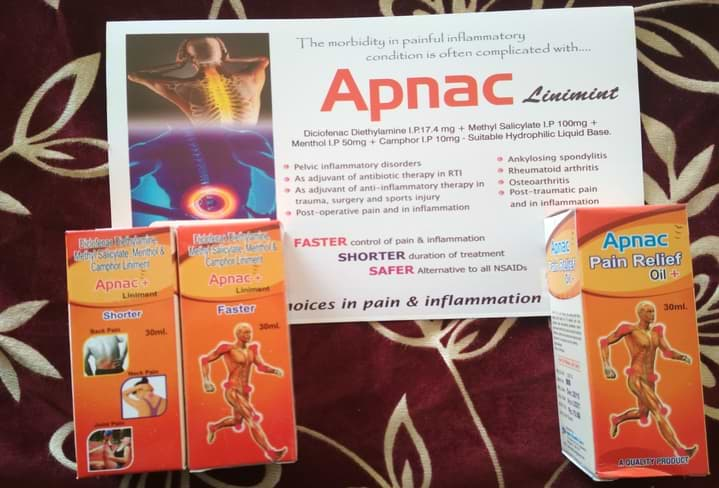 The morbidity in painful inflammatory
condition is often complicated with....
Apnac Linimint
Diciofenac Diethylamine I.P.17.4 mg + Methyl Salicylate I.P 100mg +
Menthol I.P 50mg + Camphor I.P 10mg - Suitable Hydrophilic Liquid Base.
Pelvic inflammatory disorders
As adjuvant of antibiotic therapy in RTI
As adjuvant of anti-inflammatory therapy in
trauma, surgery and sports injury
Post-operative pain and in inflammation
Ankylosing spondylitis
Rheumatoid arthritis
Osteoarthritis
Post-traumatic pain
and in inflammation
FASTER control of pain & inflammation
SHORTER duration of treatment
SAFER Alternative to all NSAIDs
oices in pain & inflammation
Diclofenac Diethylamine,
Methyl Salicylate, Menthol &
Camphor Liniment
Apnac +
Liniment
Shorter
30ml.
Back Pain
Neck Pain
Joint Pain
Diclofenac Diethylamine,
Methyl Salicylate, Menthol &
Camphor Liniment
Apnac +
Liniment
Faster
30ml.
Apnac
Oil +
Apnac
Pain Relief
Oil +
30ml.
A QUALITY PRODUCT